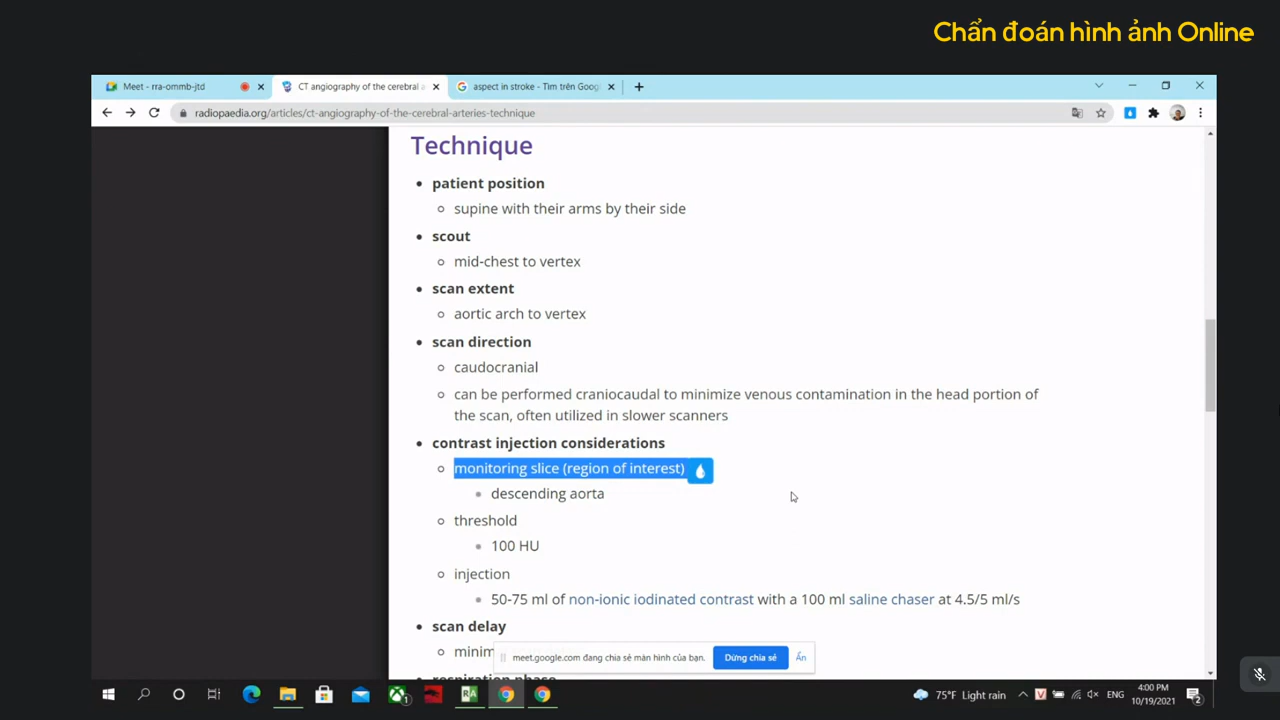 Chẩn đoán hình ảnh Online
Meet - rra-ommb-jtd
CT angiography of the cerebral a
aspect in stroke - Tìm trên Goog
radiopaedia.org/articles/ct-angiography-of-the-cerebral-arteries-technique
Technique
patient position
supine with their arms by their side
scout
mid-chest to vertex
scan extent
aortic arch to vertex
scan direction
caudocranial
can be performed craniocaudal to minimize venous contamination in the head portion of
the scan, often utilized in slower scanners
contrast injection considerations
monitoring slice (region of interest)
descending aorta
threshold
100 HU
injection
50-75 ml of non-ionic iodinated contrast with a 100 ml saline chaser at 4.5/5 ml/s
scan delay
minim
meet.google.com đang chia sẻ màn hình của bạn.
Dừng chia sẻ
Ẩn
respiration phase
75°F Light rain
ENG
4:00 PM
10/19/2021